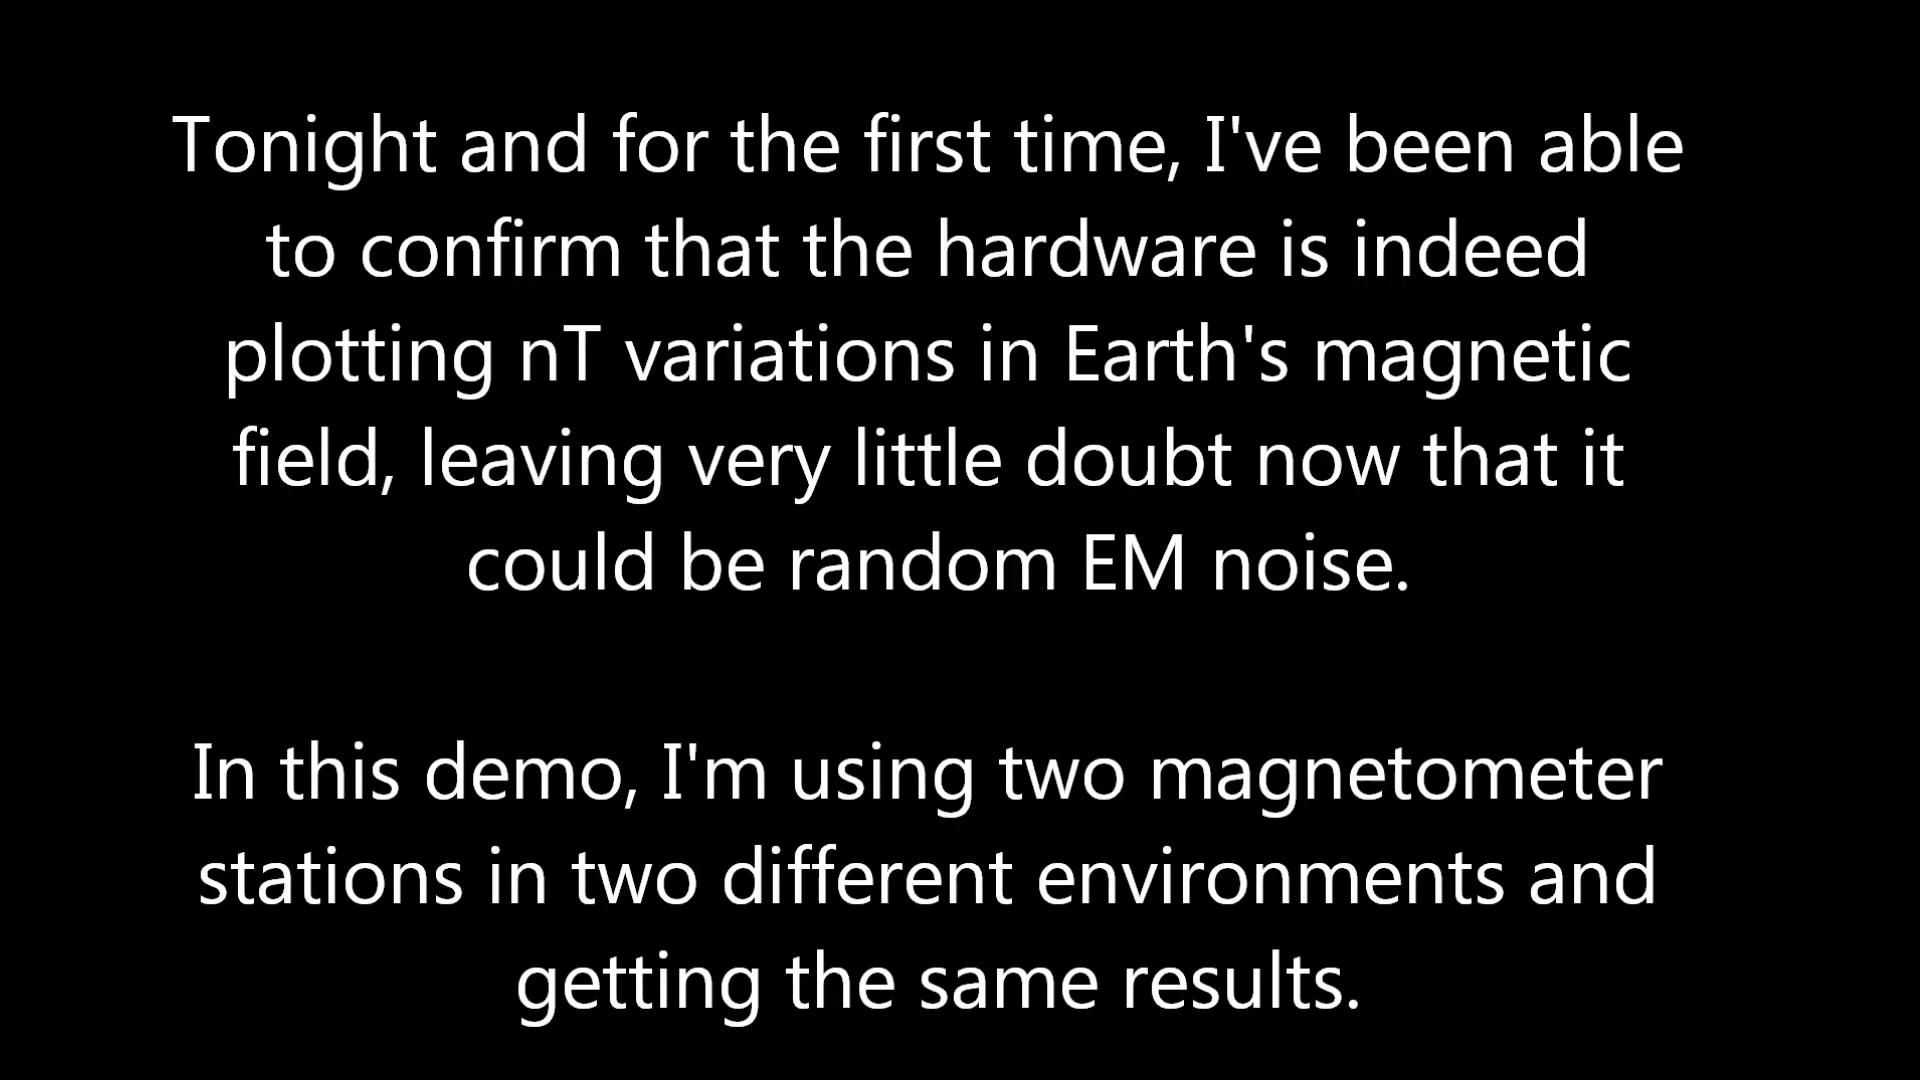 Tonight and for the first time, I've been able
to confirm that the hardware is indeed
plotting nT variations in Earth's magnetic
field, leaving very little doubt now that it
could be random EM noise.
In this demo, I'm using two magnetometer
stations in two different environments and
getting the same results.